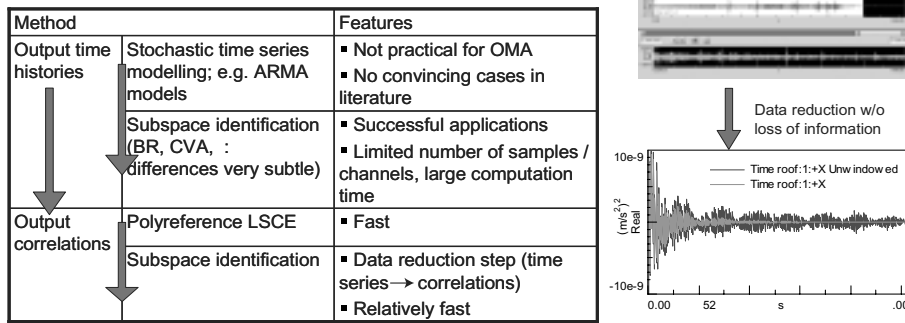 Method
Features
Output time
histories
Stochastic time series
modelling; e.g. ARMA
models
▪ Not practical for OMA
▪ No convincing cases in
literature
Subspace identification
(BR, CVA, :
differences very subtle)
▪ Successful applications
▪ Limited number of samples /
channels, large computation
time
Output
correlations
Polyreference LSCE
▪ Fast
Subspace identification
▪ Data reduction step (time
series→ correlations)
▪ Relatively fast
Data reduction w/o
loss of information
10e-9
Time roof:1:+X Unwindowed
Time roof:1:+X
(m/s²)²
Real
-10e-9
0.00
52
s
.00